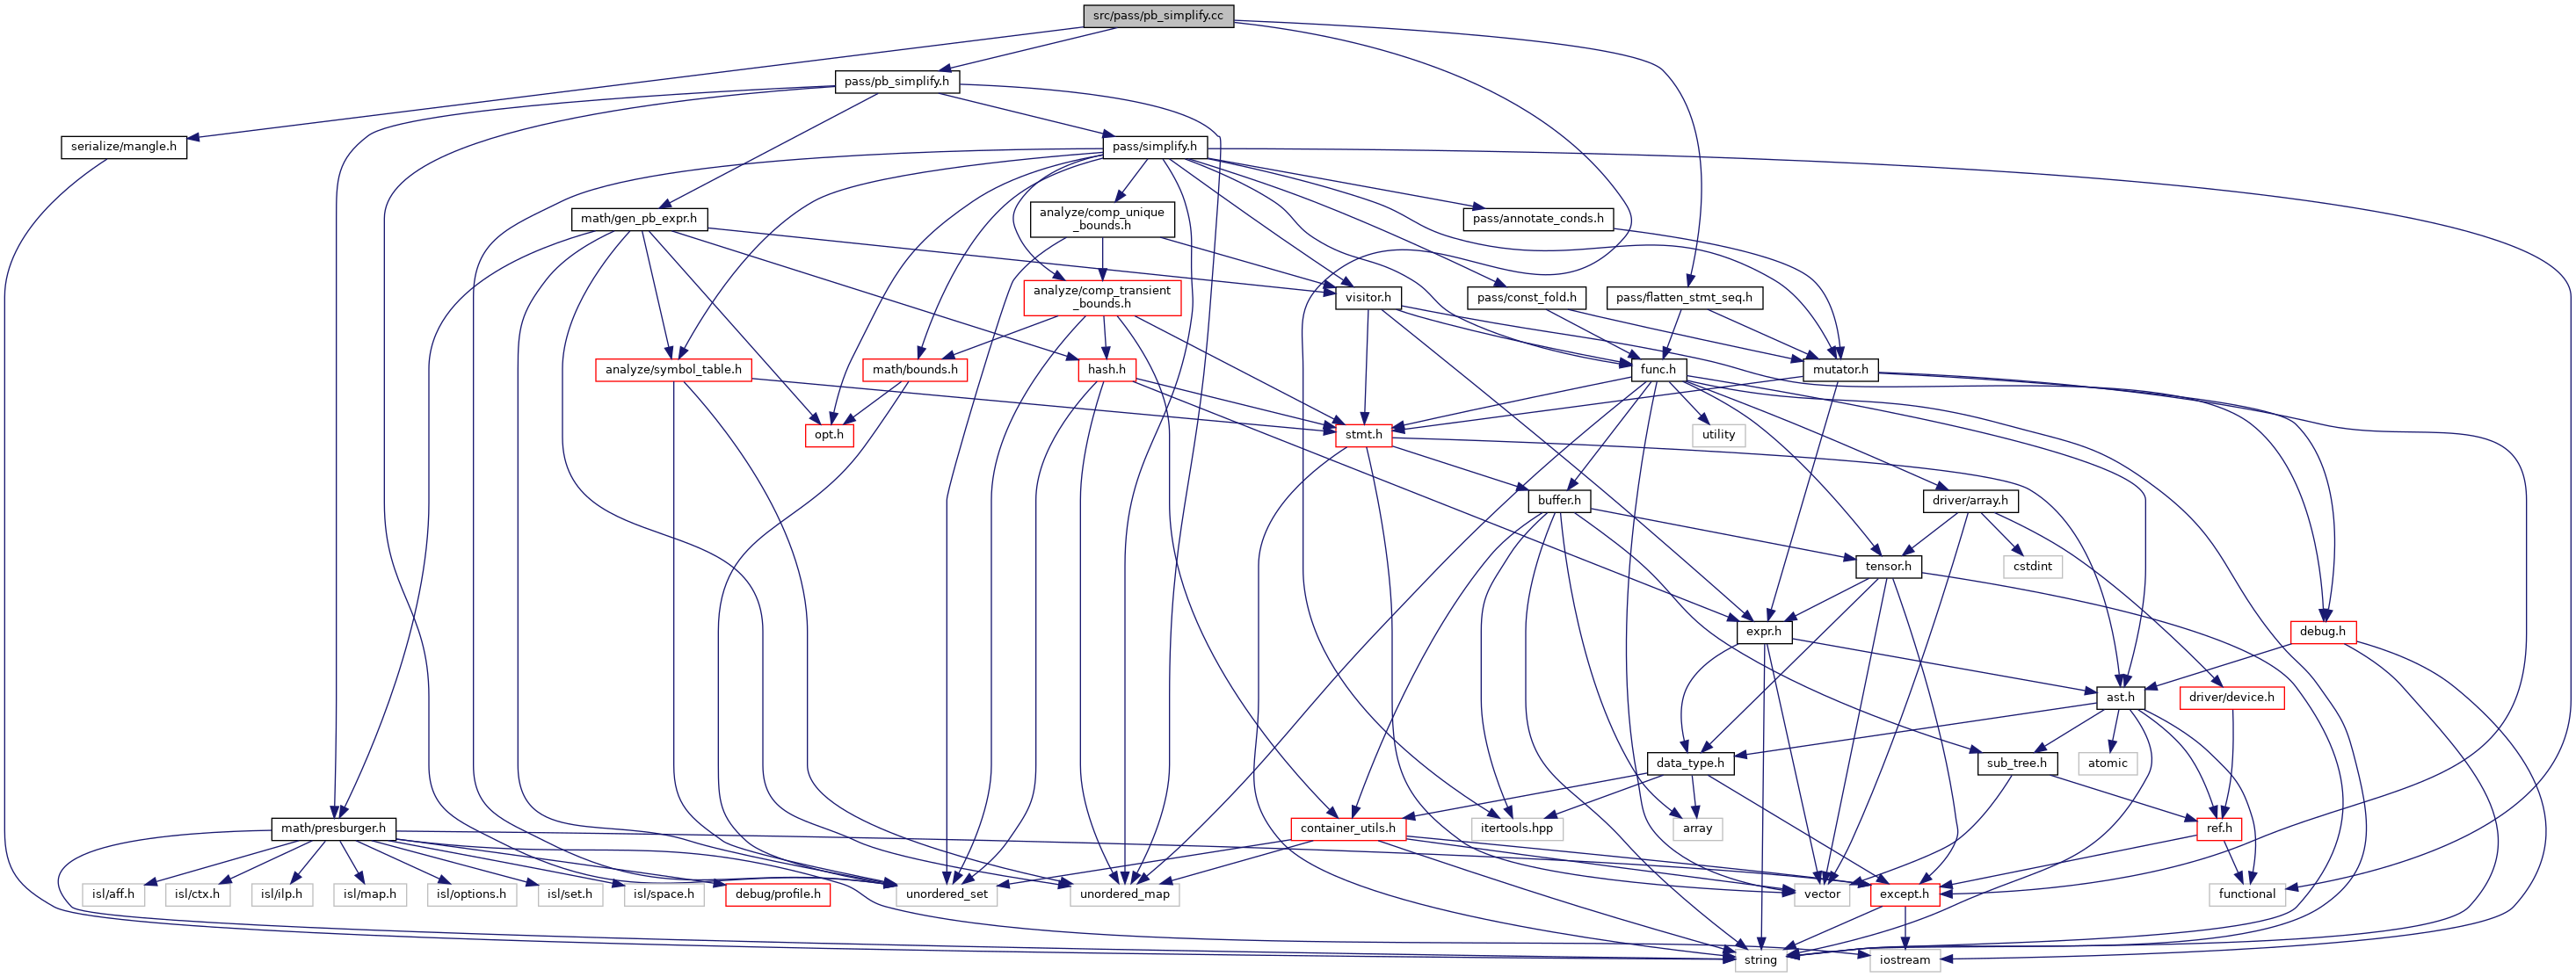 src/pass/pb_simplify.cc
pass/pb_simplify.h
serialize/mangle.h
pass/simplify.h
math/gen_pb_expr.h
analyze/comp_unique
_bounds.h
pass/annotate_conds.h
analyze/comp_transient
_bounds.h
visitor.h
pass/const_fold.h
pass/flatten_stmt_seq.h
analyze/symbol_table.h
math/bounds.h
hash.h
func.h
mutator.h
opt.h
stmt.h
utility
buffer.h
driver/array.h
tensor.h
cstdint
expr.h
debug.h
ast.h
driver/device.h
data_type.h
sub_tree.h
atomic
math/presburger.h
container_utils.h
itertools.hpp
array
ref.h
isl/aff.h
isl/ctx.h
isl/ilp.h
isl/map.h
isl/options.h
isl/set.h
isl/space.h
debug/profile.h
unordered_set
unordered_map
vector
except.h
functional
string
iostream